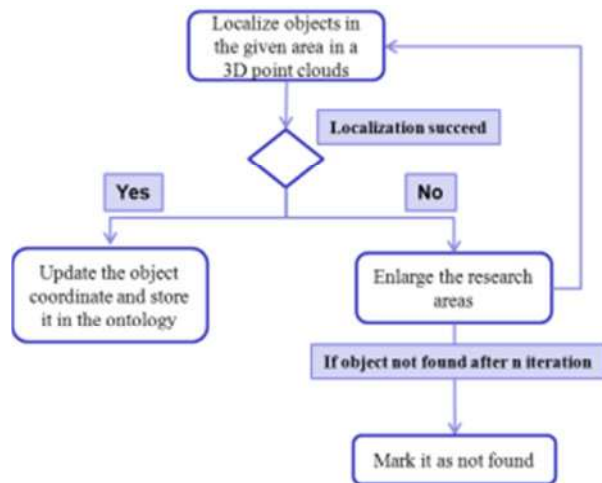 Localize objects in
the given area in a
3D point clouds
Localization succeed
Yes
No
Update the object
coordinate and store
it in the ontology
Enlarge the research
areas
If object not found after n iteration
Mark it as not found